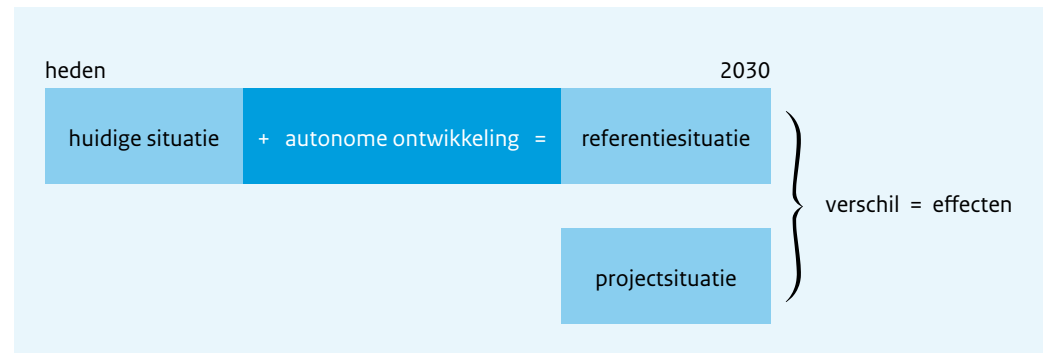 heden 2030
huidige situatie + autonome ontwikkeling = referentiesituatie
verschil = effecten
projectsituatie